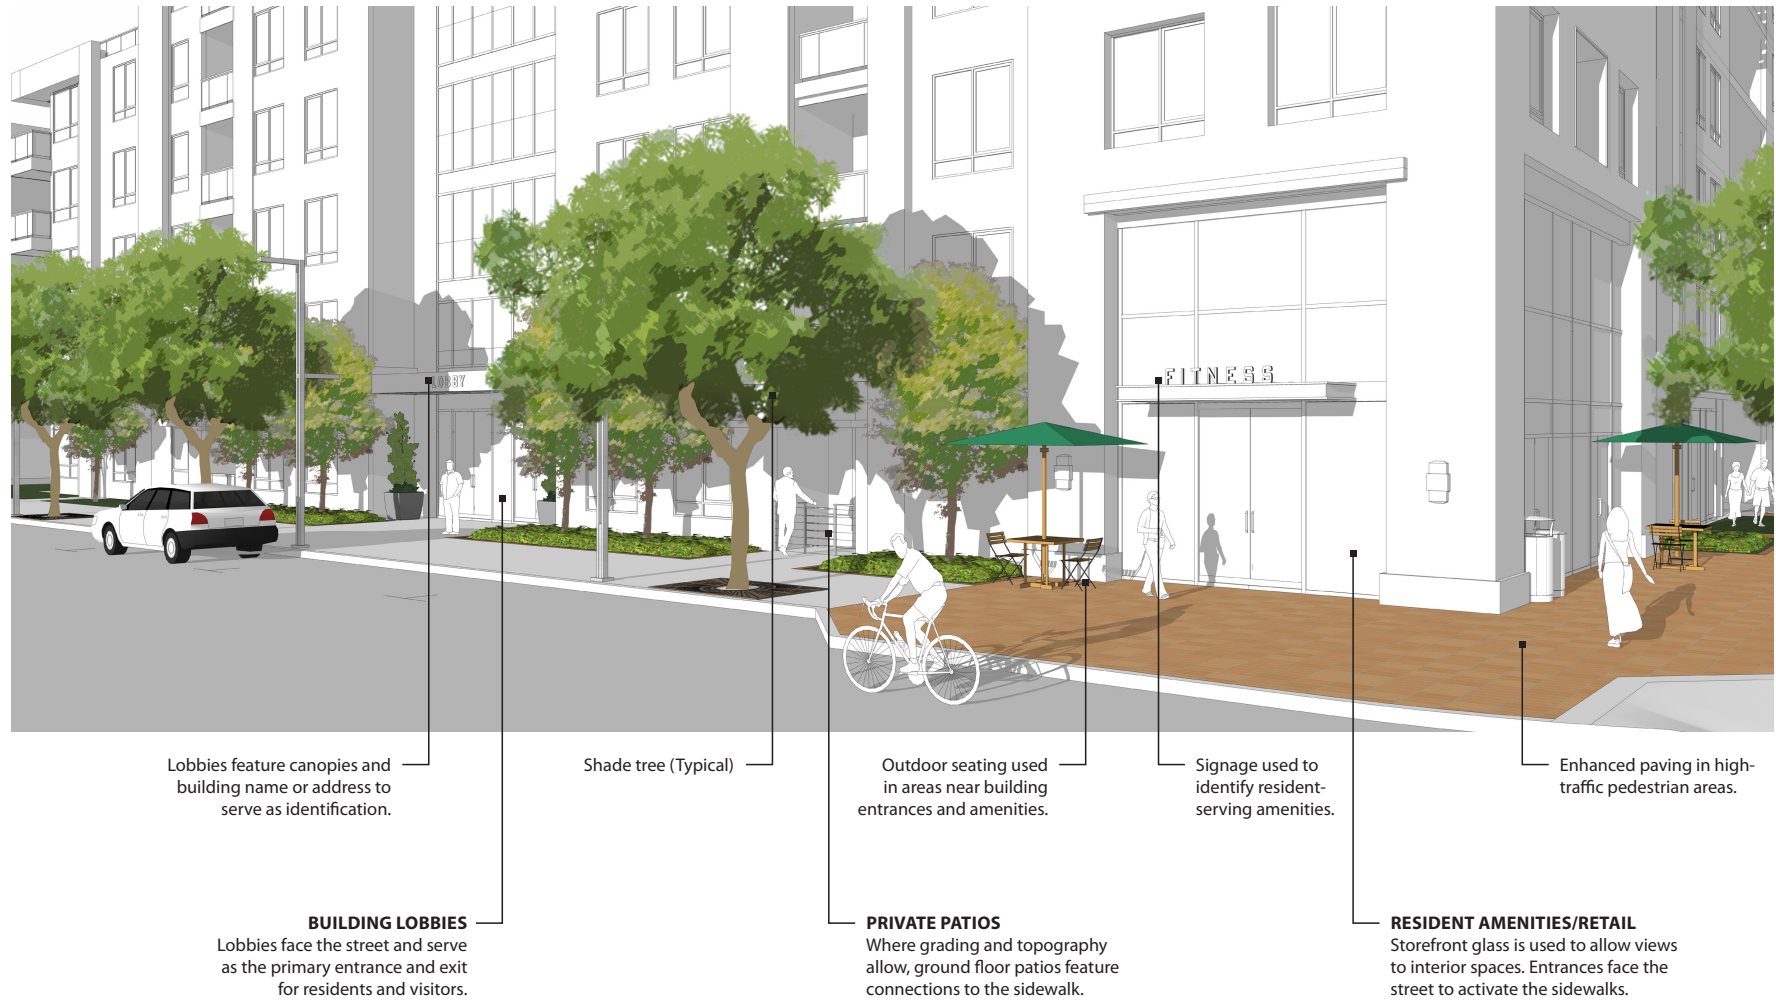 LOBBY
FITNESS
Lobbies feature canopies and
building name or address to
serve as identification.
Shade tree (Typical)
Outdoor seating used
in areas near building
entrances and amenities.
Signage used to
identify resident-
serving amenities.
Enhanced paving in high-
traffic pedestrian areas.
BUILDING LOBBIES
Lobbies face the street and serve
as the primary entrance and exit
for residents and visitors.
PRIVATE PATIOS
Where grading and topography
allow, ground floor patios feature
connections to the sidewalk.
RESIDENT AMENITIES/RETAIL
Storefront glass is used to allow views
to interior spaces. Entrances face the
street to activate the sidewalks.